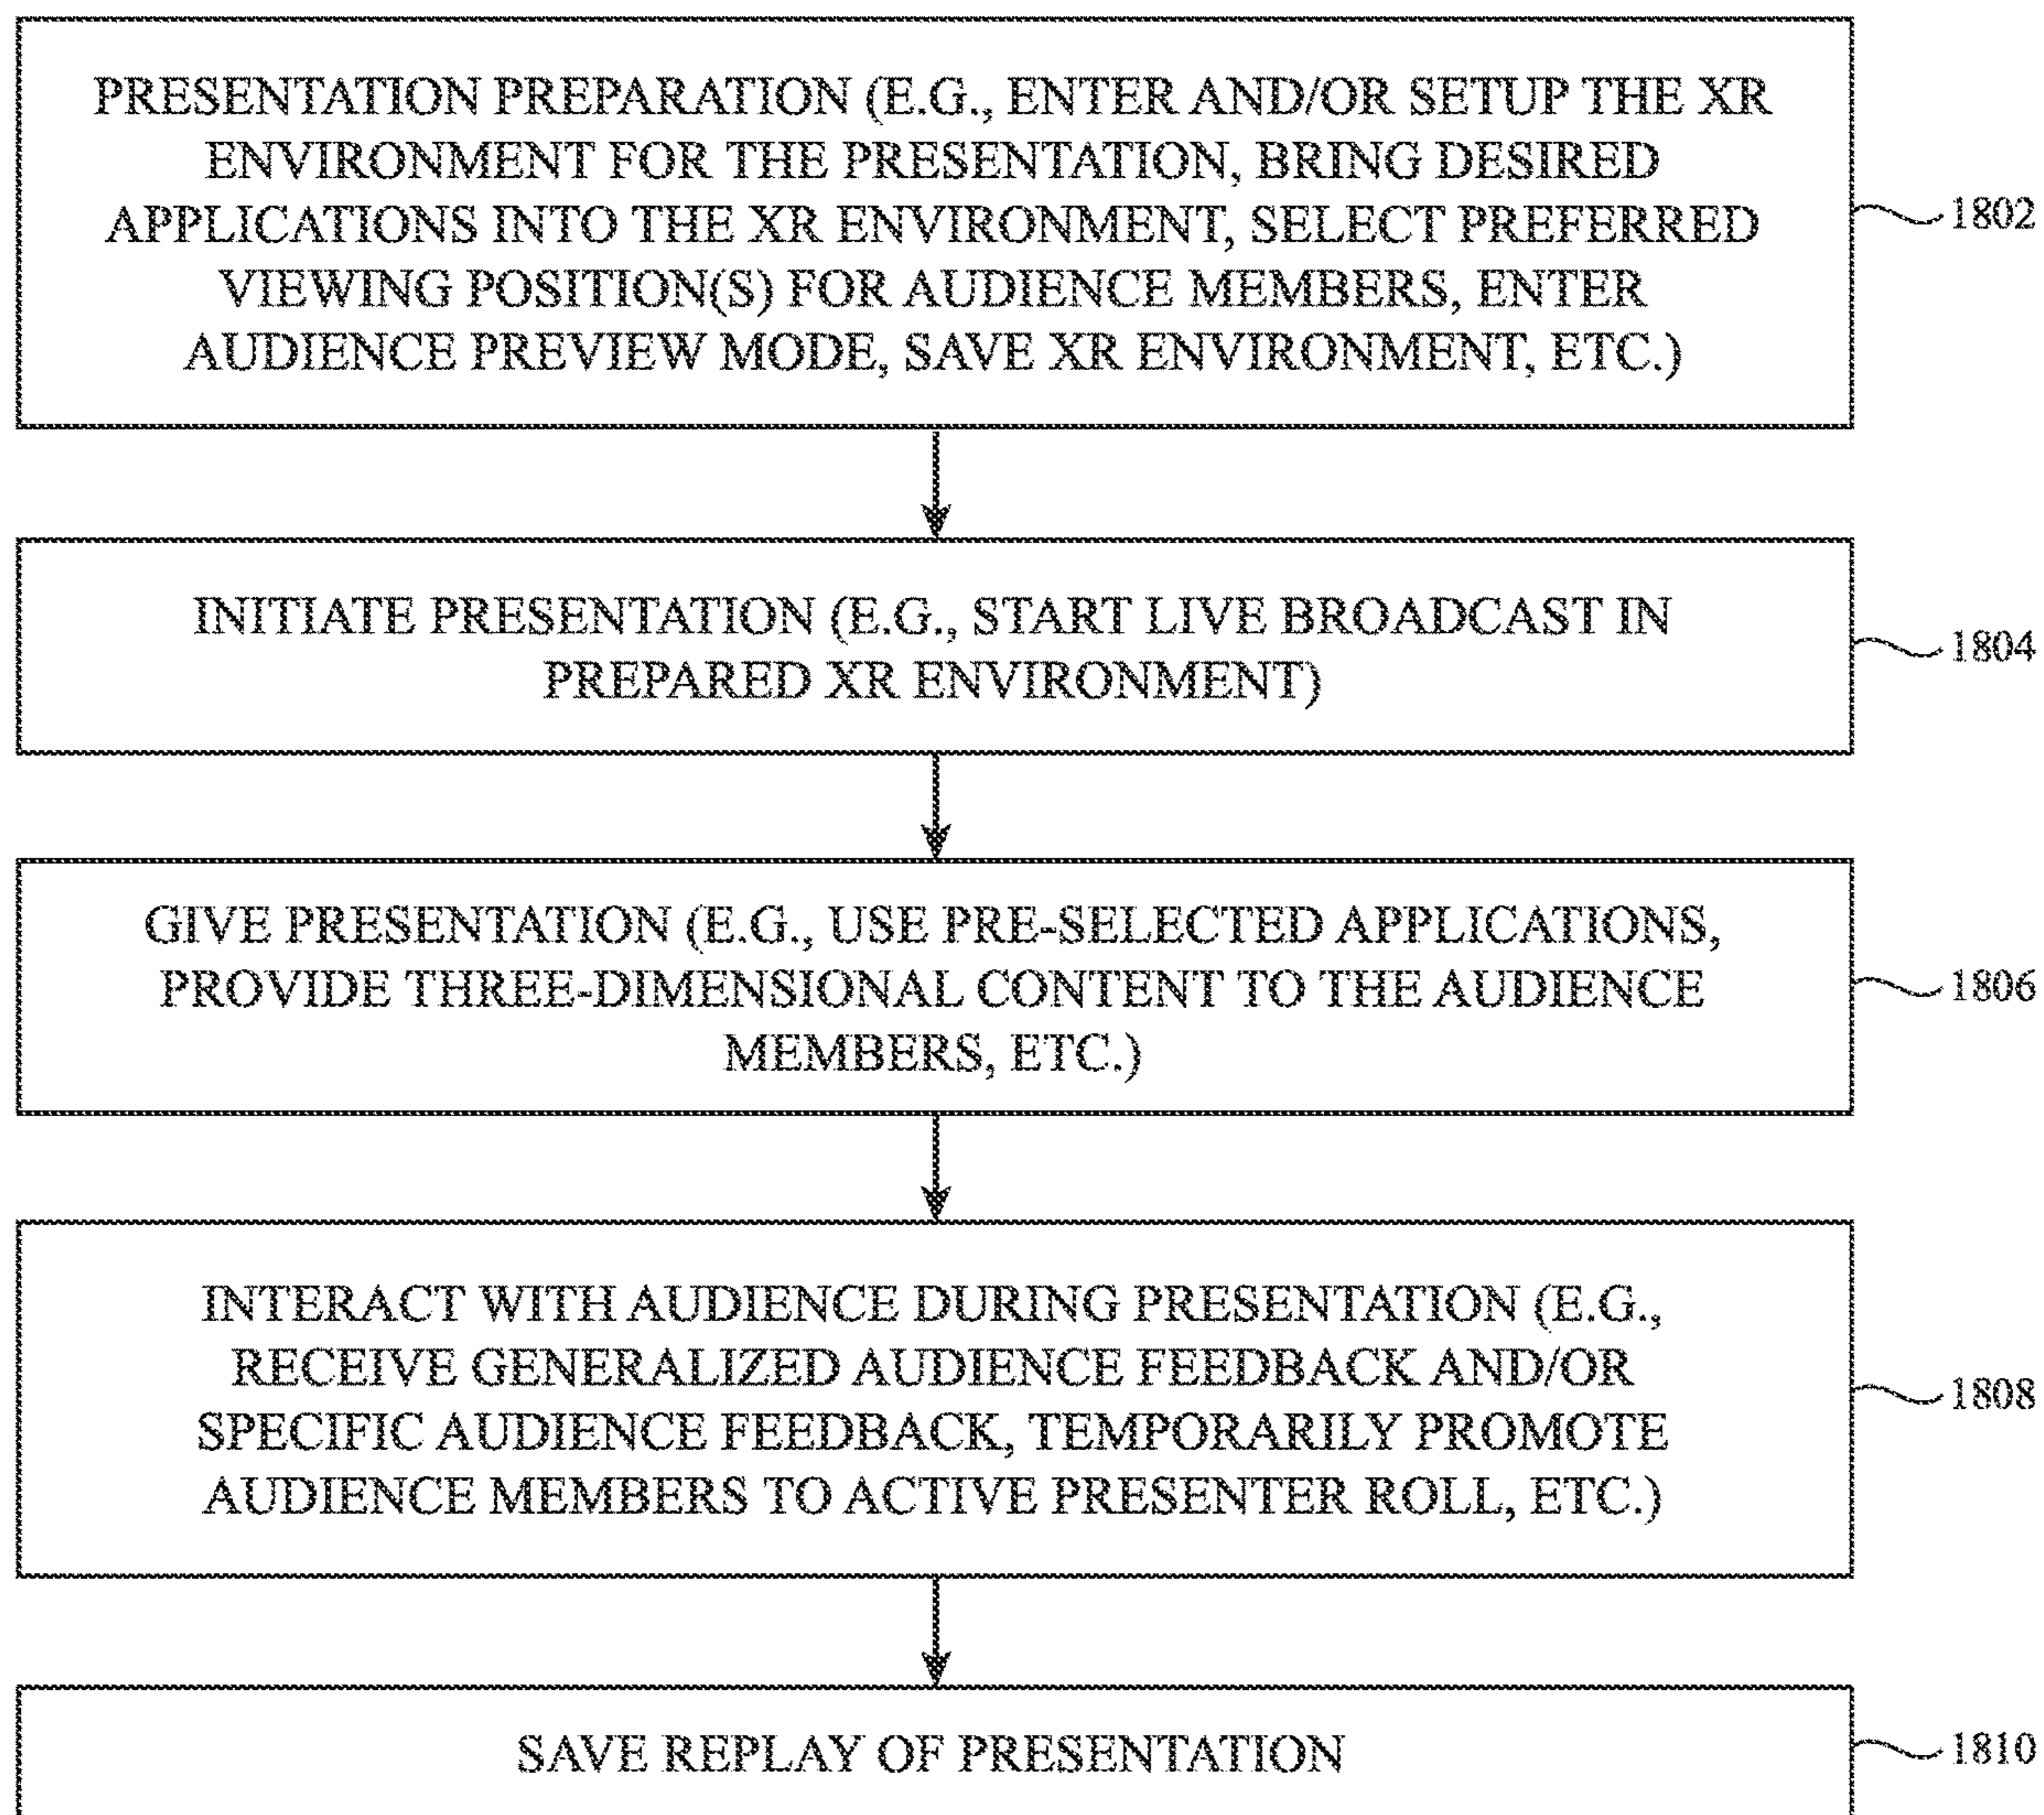 PRESENTATION PREPARATION (E.G., ENTER AND/OR SETUP THE XR
ENVIRONMENT FOR THE PRESENTATION, BRING DESIRED
APPLICATIONS INTO THE XR ENVIRONMENT, SELECT PREFERRED
VIEWING POSITION(S) FOR AUDIENCE MEMBERS, ENTER
AUDIENCE PREVIEW MODE, SAVE XR ENVIRONMENT, ETC.)
1802
INITIATE PRESENTATION (E.G., START LIVE BROADCAST IN
PREPARED XR ENVIRONMENT)
1804
GIVE PRESENTATION (E.G., USE PRE-SELECTED APPLICATIONS,
PROVIDE THREE-DIMENSIONAL CONTENT TO THE AUDIENCE
MEMBERS, ETC.)
1806
INTERACT WITH AUDIENCE DURING PRESENTATION (E.G.,
RECEIVE GENERALIZED AUDIENCE FEEDBACK AND/OR
SPECIFIC AUDIENCE FEEDBACK, TEMPORARILY PROMOTE
AUDIENCE MEMBERS TO ACTIVE PRESENTER ROLL, ETC.)
1808
SAVE REPLAY OF PRESENTATION
1810